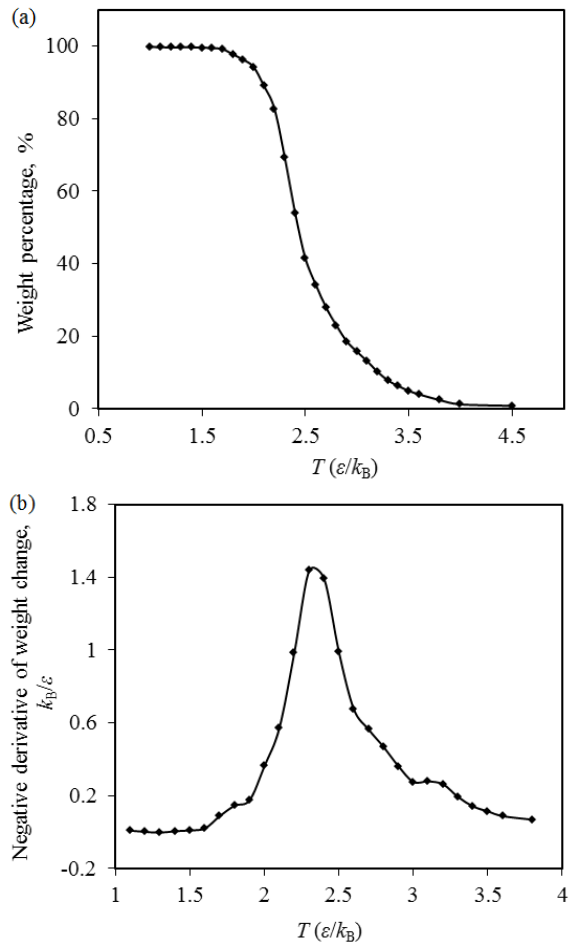 (a)
Weight percentage, %
100
80
60
40
20
0
0.5 1.5 2.5 3.5 4.5
T (ε/kB)
(b)
Negative derivative of weight change,
kB/ε
1.8
1.4
1
0.6
0.2
-0.2
1 1.5 2 2.5 3 3.5 4
T (ε/kB)